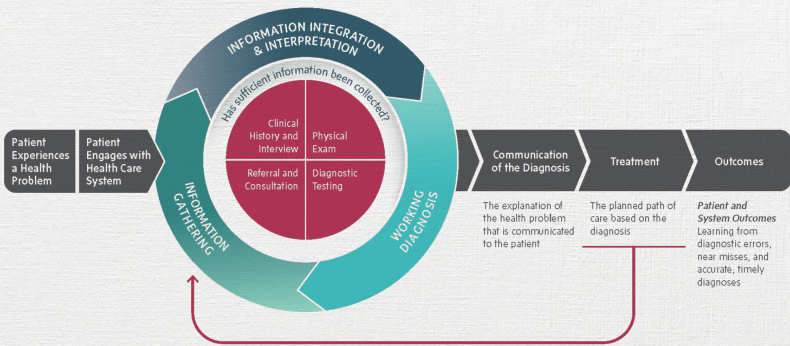 Patient
Experiences
a Health
Problem
Patient
Engages with
Health Care
System
INFORMATION INTEGRATION
& INTERPRETATION
Has sufficient information been collected?
Clinical
History and
Interview
Physical
Exam
Referral and
Consultation
Diagnostic
Testing
INFORMATION
GATHERING
WORKING
DIAGNOSIS
Communication
of the Diagnosis
The explanation of
the health problem
that is communicated
to the patient
Treatment
The planned path of
care based on the
diagnosis
Outcomes
Patient and
System Outcomes
Learning from
diagnostic errors,
near misses, and
accurate, timely
diagnoses